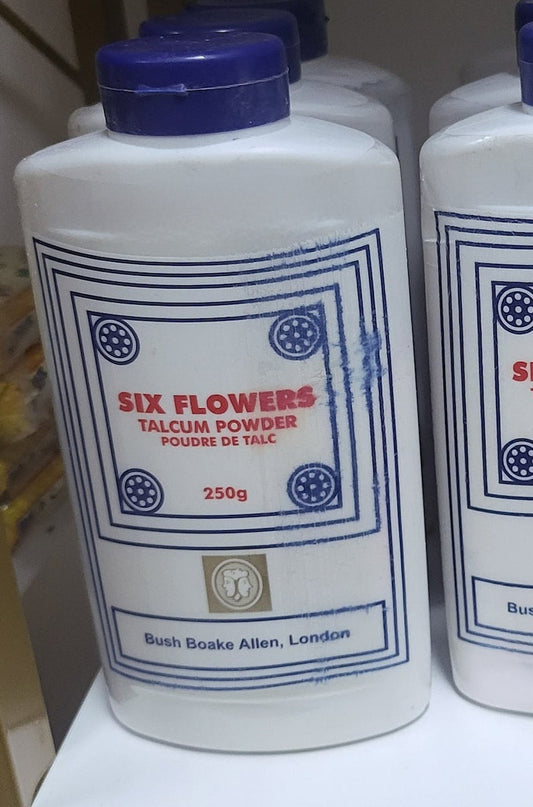 SIX FLOWERS
TALCUM POWDER
POUDRE DE TALC
250g
Bush Boake Allen, London